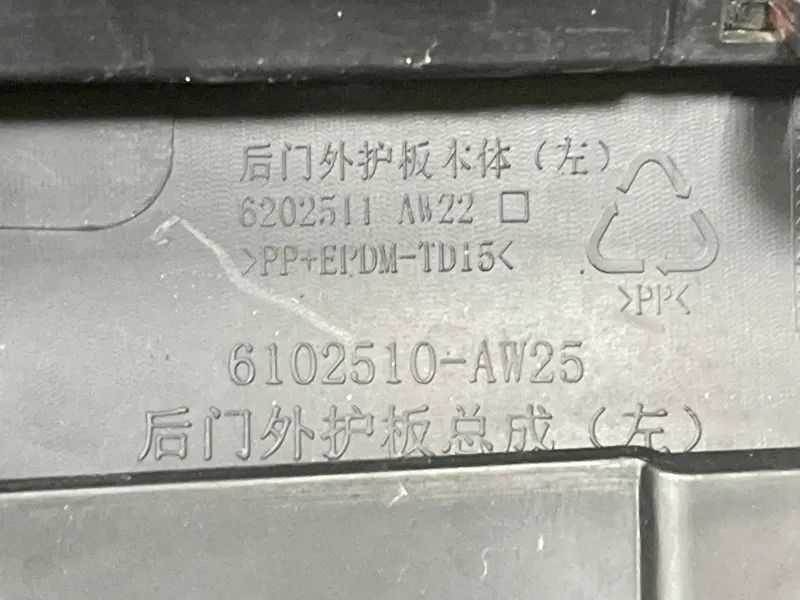 后门外护板本体（左）
6202511 AW22 □
>PP+EPDM-TD15<
>PP<
6102510-AW25
后门外护板总成（左）